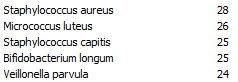 Staphylococcus aureus 28
Micrococcus luteus 26
Staphylococcus capitis 25
Bifidobacterium longum 25
Veillonella parvula 24